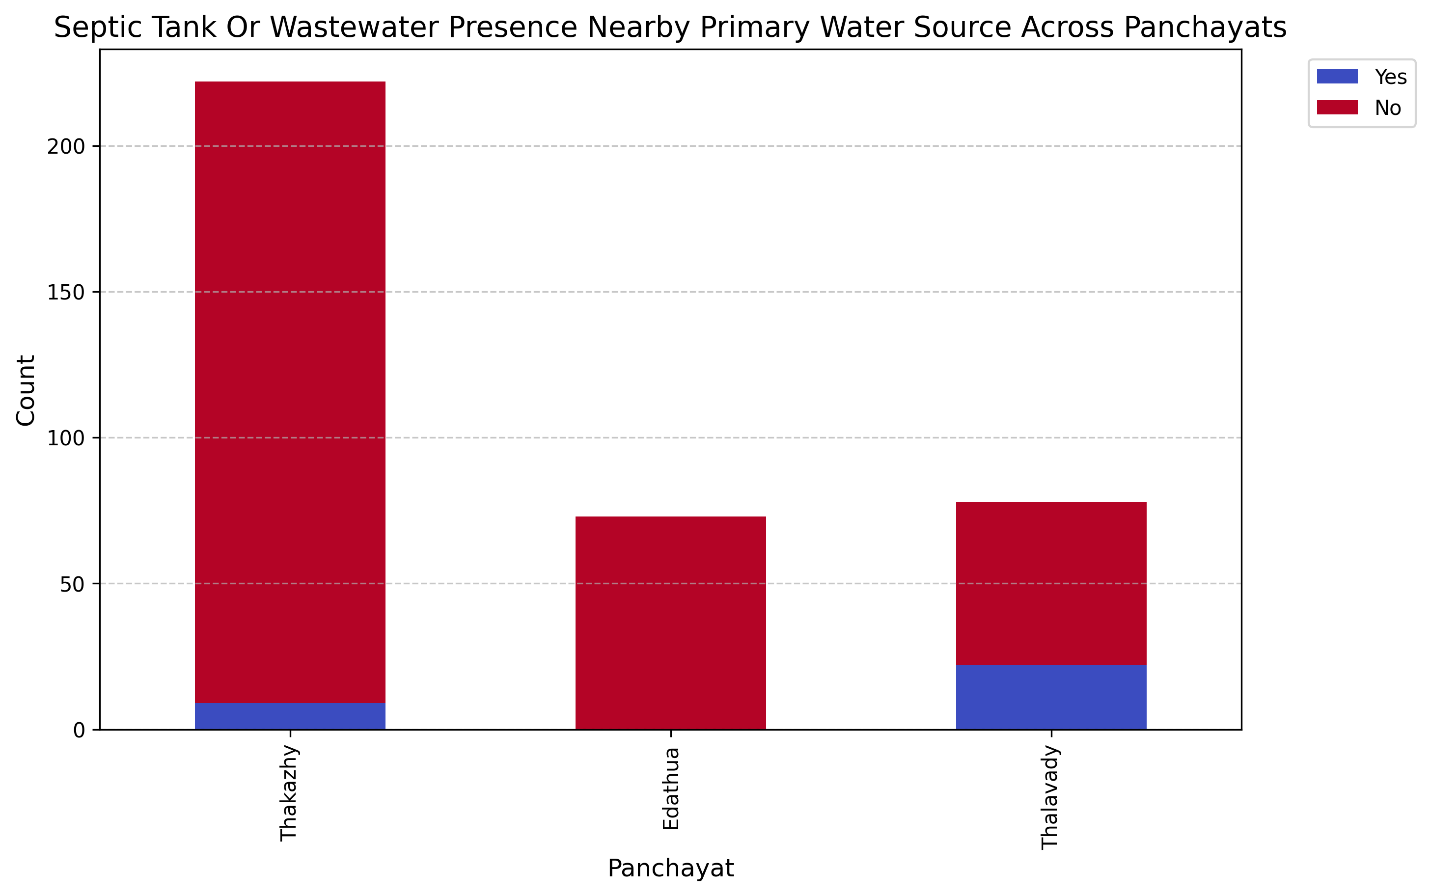 Septic Tank Or Wastewater Presence Nearby Primary Water Source Across Panchayats
Yes
No
200
150
100
50
0
Count
Thakazhy
Edathua
Thalavady
Panchayat